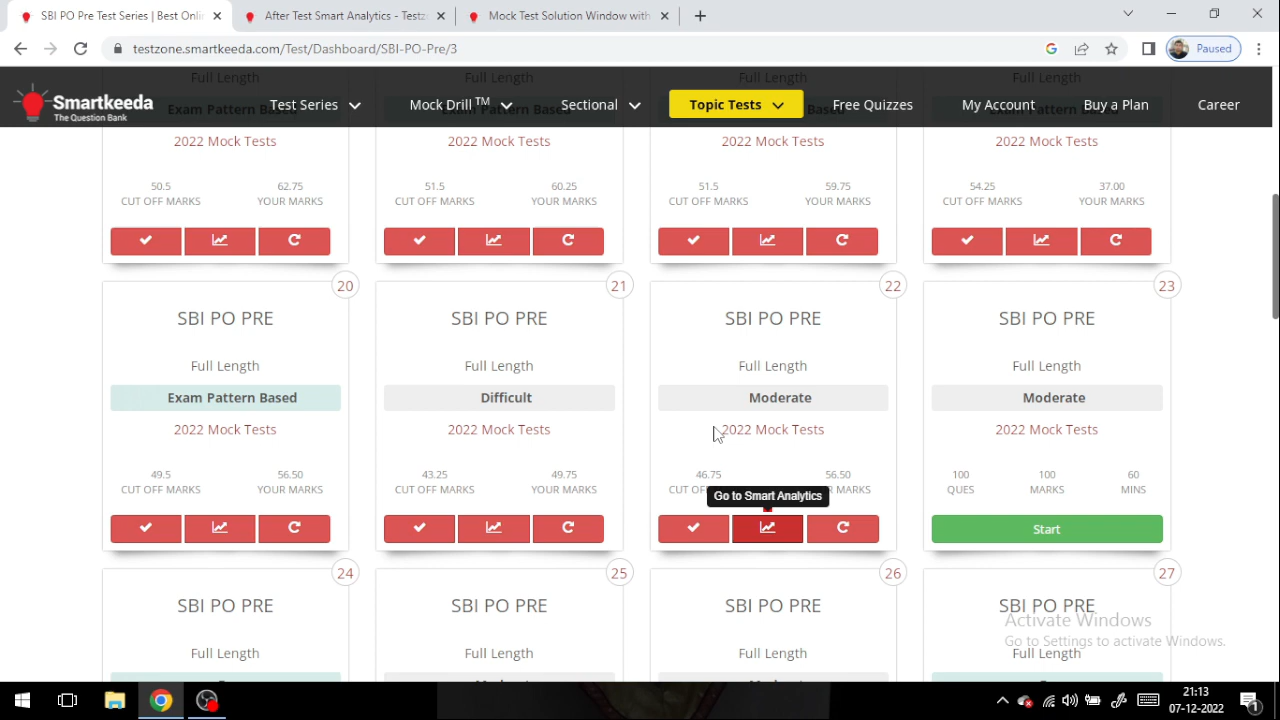 SBI PO Pre Test Series | Best Onli
After Test Smart Analytics - Testz
Mock Test Solution Window with
testzone.smartkeeda.com/Test/Dashboard/SBI-PO-Pre/3
Paused
Full Length
Full Length
Smartkeeda
The Question Bank
Test Series
Mock Drill TM
Sectional
Topic Tests
Free Quizzes
My Account
Buy a Plan
Career
2022 Mock Tests
2022 Mock Tests
2022 Mock Tests
2022 Mock Tests
50.5 62.75 51.5 60.25 51.5 59.75 54.25 37.00
CUT OFF MARKS YOUR MARKS CUT OFF MARKS YOUR MARKS CUT OFF MARKS YOUR MARKS CUT OFF MARKS YOUR MARKS
20
SBI PO PRE
Full Length
Exam Pattern Based
2022 Mock Tests
49.5 56.50
CUT OFF MARKS YOUR MARKS
21
SBI PO PRE
Full Length
Difficult
2022 Mock Tests
43.25 49.75
CUT OFF MARKS YOUR MARKS
22
SBI PO PRE
Full Length
Moderate
2022 Mock Tests
46.75 56.50
CUT OF MARKS
Go to Smart Analytics
23
SBI PO PRE
Full Length
Moderate
2022 Mock Tests
100 100 60
QUES MARKS MINS
Start
24
SBI PO PRE
Full Length
25
SBI PO PRE
Full Length
26
SBI PO PRE
Full Length
27
SBI PO PRE
Full Length
Activate Windows
Go to Settings to activate Windows.
21:13
07-12-2022
1